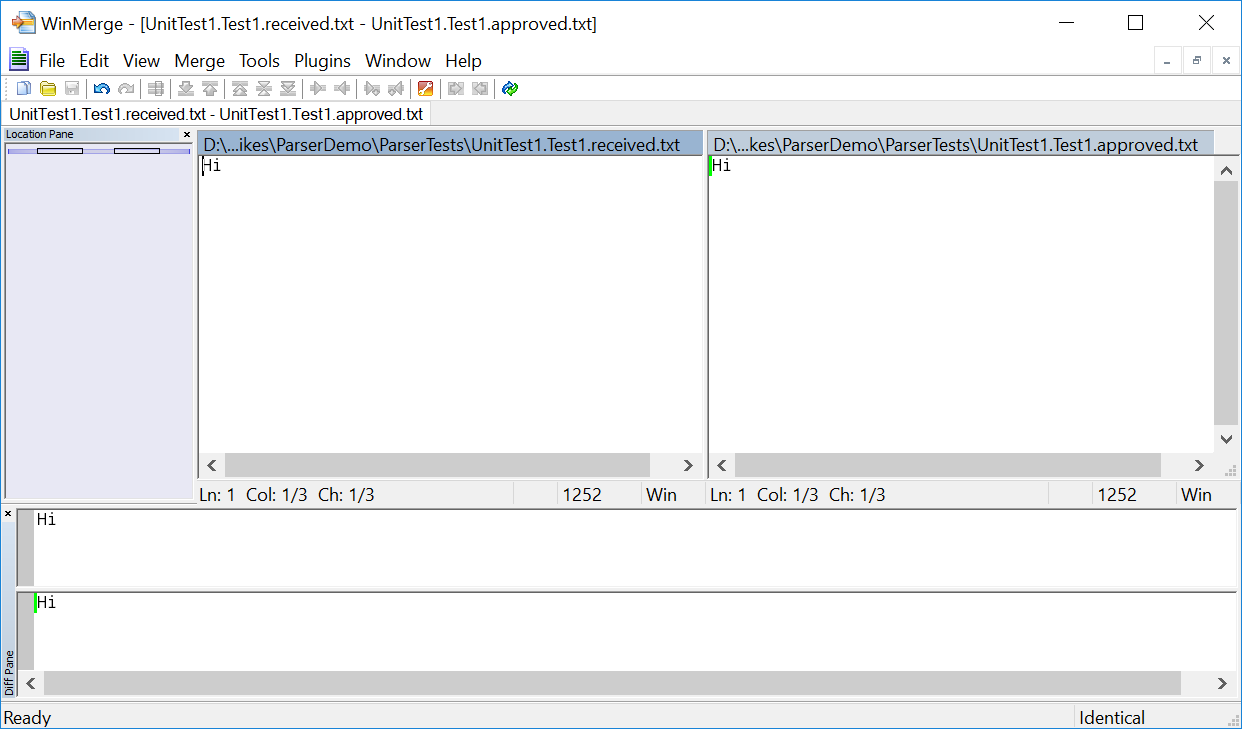 WinMerge - [UnitTest1.Test1.received.txt - UnitTest1.Test1.approved.txt]
File Edit View Merge Tools Plugins Window Help
UnitTest1.Test1.received.txt - UnitTest1.Test1.approved.txt
Location Pane
D:\...ikes\ParserDemo\ParserTests\UnitTest1.Test1.received.txt
D:\...kes\ParserDemo\ParserTests\UnitTest1.Test1.approved.txt
Hi
Hi
Ln: 1 Col: 1/3 Ch: 1/3 1252 Win
Ln: 1 Col: 1/3 Ch: 1/3 1252 Win
Hi
Hi
Diff Pane
Ready
Identical